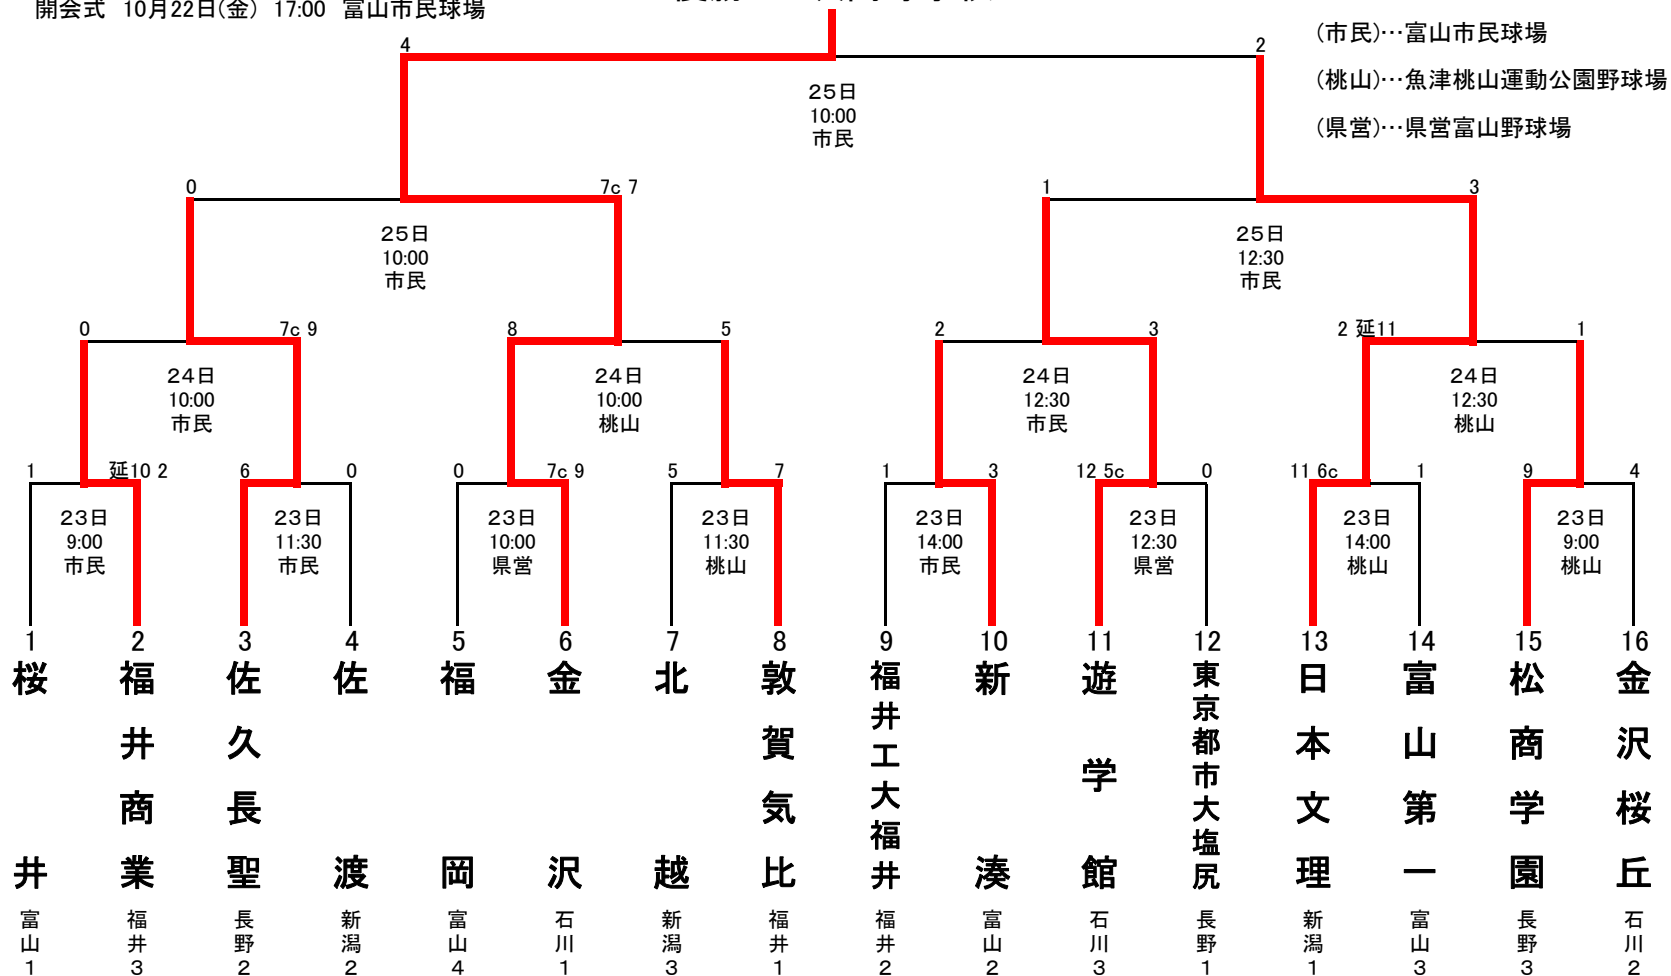 開会式 10月22日(金) 17:00 富山市民球場
(市民)…富山市民球場
(桃山)…魚津桃山運動公園野球場
(県営)…県営富山野球場
4
2
25日
10:00
市民
0
7c 7
1
3
25日
10:00
市民
25日
12:30
市民
0
7c 9
8
5
2
3
2 延11
1
24日
10:00
市民
24日
10:00
桃山
24日
12:30
市民
24日
12:30
桃山
1
延10 2
6
0
0
7c 9
5
7
1
3
12 5c
0
11 6c
1
9
4
23日
9:00
市民
23日
11:30
市民
23日
10:00
県営
23日
11:30
桃山
23日
14:00
市民
23日
12:30
県営
23日
14:00
桃山
23日
9:00
桃山
1
桜井
富山1
2
福井商業
福井3
3
佐久長聖
長野2
4
佐渡
新潟2
5
福岡
富山4
6
金沢
石川1
7
北越
新潟3
8
敦賀気比
福井1
9
福井工大福井
福井2
10
新湊
富山2
11
遊学館
石川3
12
東京都市大塩尻
長野1
13
日本文理
新潟1
14
富山第一
富山3
15
松商学園
長野3
16
金沢桜丘
石川2